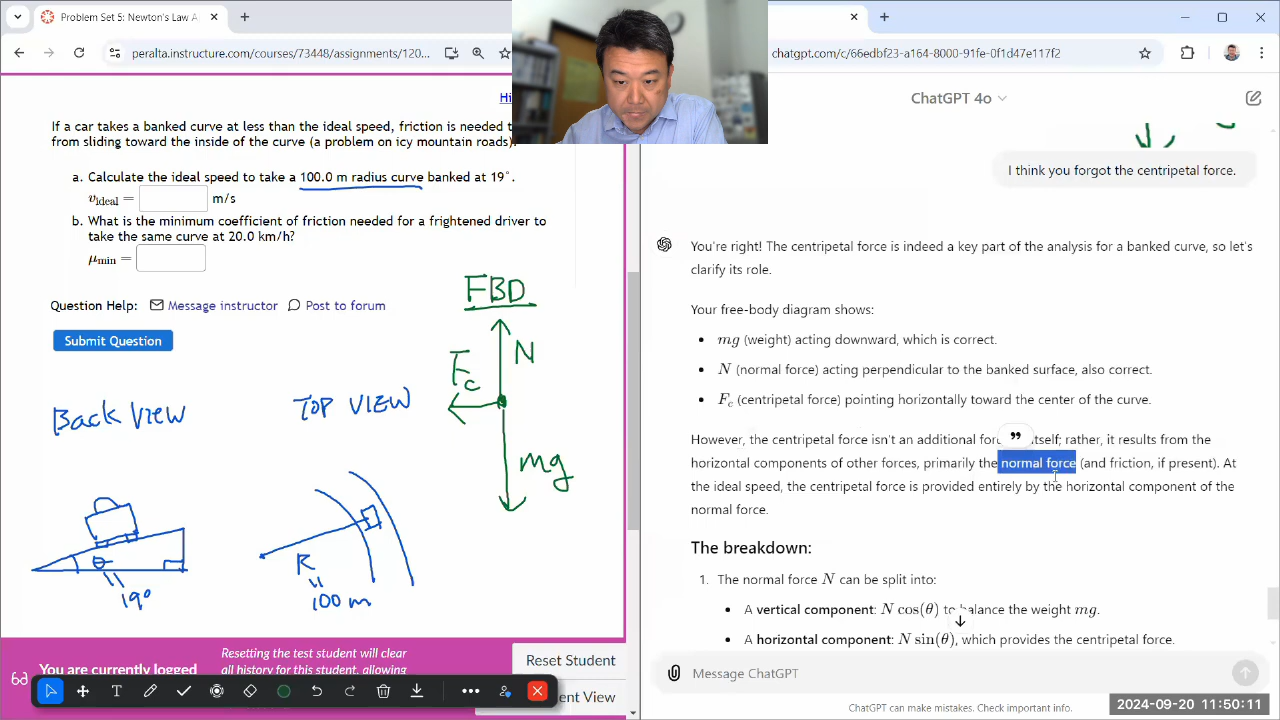 Problem Set 5: Newton's Law A
peralta.instructure.com/73448/assignments/120...
chatgpt.com/c/66edbf23-a164-8000-91fe-0f1d47e117f2
Hi
If a car takes a banked curve at less than the ideal speed, friction is needed t
from sliding toward the inside of the curve (a problem on icy mountain roads).
a. Calculate the ideal speed to take a 100.0 m radius curve banked at 19°.
v ideal = m/s
b. What is the minimum coefficient of friction needed for a frightened driver to
take the same curve at 20.0 km/h?
μ min =
Question Help: Message instructor Post to forum
Submit Question
FBD
N
Fc
mg
Back View
TOP VIEW
θ
19°
R
100 m
You are currently logged
Resetting the test student will clear
all history for this student, allowing
Reset Student
ent View
ChatGPT 4o
I think you forgot the centripetal force.
You're right! The centripetal force is indeed a key part of the analysis for a banked curve, so let's
clarify its role.
Your free-body diagram shows:
• mg (weight) acting downward, which is correct.
• N (normal force) acting perpendicular to the banked surface, also correct.
• Fc (centripetal force) pointing horizontally toward the center of the curve.
However, the centripetal force isn't an additional for itself; rather, it results from the
horizontal components of other forces, primarily the normal force (and friction, if present). At
the ideal speed, the centripetal force is provided entirely by the horizontal component of the
normal force.
The breakdown:
1. The normal force N can be split into:
• A vertical component: N cos(θ) to balance the weight mg.
• A horizontal component: N sin(θ), which provides the centripetal force.
Message ChatGPT
ChatGPT can make mistakes. Check important info.
2024-09-20 11:50:11